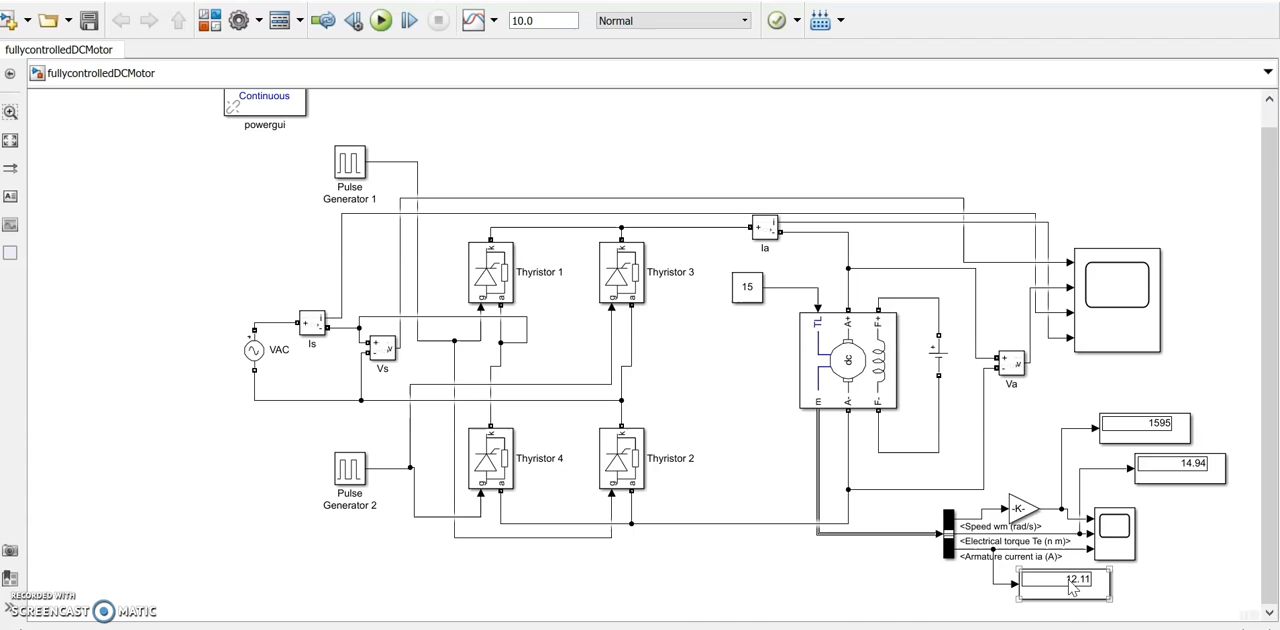 10.0
Normal
fullycontrolledDCMotor
fullycontrolledDCMotor
Continuous
powergui
Pulse
Generator 1
i
+
-
Ia
k
g
a
Thyristor 1
k
g
a
Thyristor 3
15
TL
A+
F+
dc
m
A-
F-
+
+
i
-
Is
+
VAC
+
-
v
Vs
+
-
v
Va
1595
14.94
k
g
a
Thyristor 4
k
g
a
Thyristor 2
Pulse
Generator 2
-K-
<Speed wm (rad/s)>
<Electrical torque Te (n m)>
<Armature current ia (A)>
12.11
RECORDED WITH
SCREENCAST MATIC